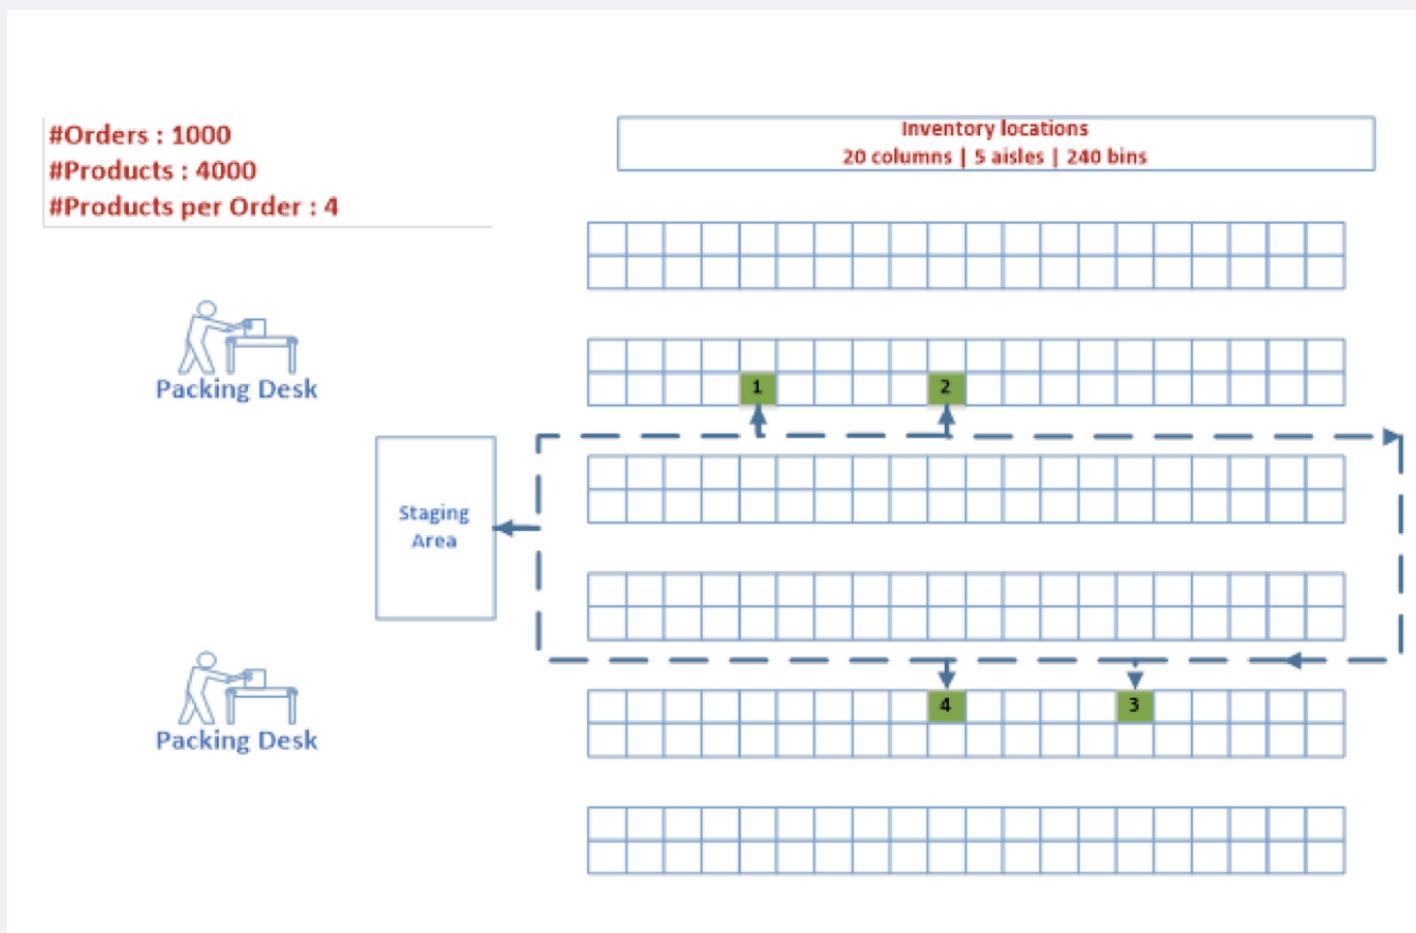 #Orders : 1000
#Products : 4000
#Products per Order : 4
Inventory locations
20 columns | 5 aisles | 240 bins
Packing Desk
1
2
Staging
Area
4
3
Packing Desk